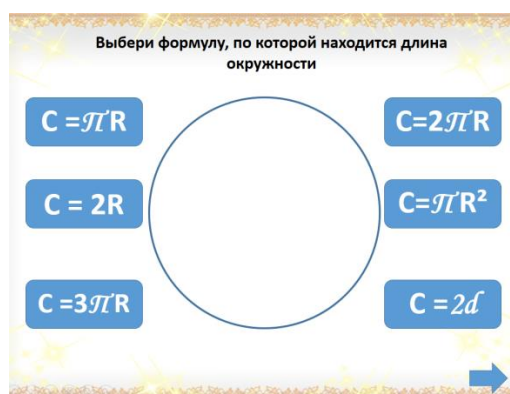 Выбери формулу, по которой находится длина
окружности
C =πR
C=2πR
C = 2R
C=πR²
C =3πR
C =2d